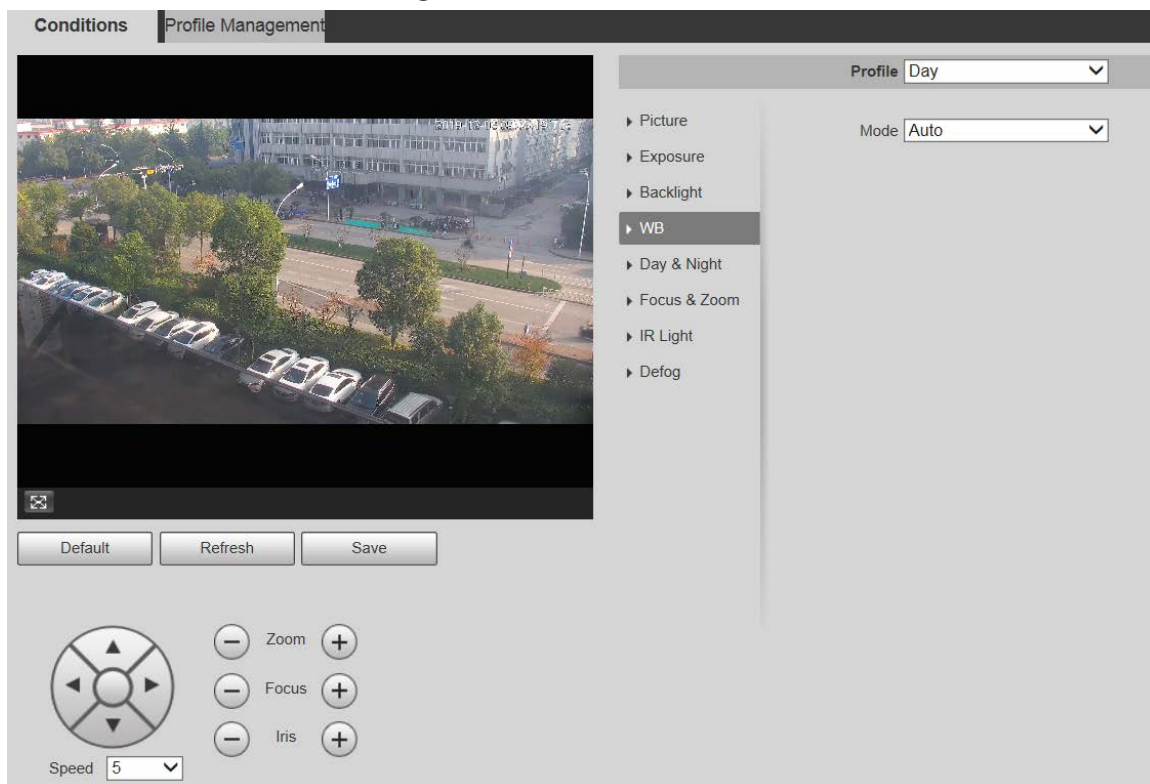 Conditions
Profile Management
Profile Day
Picture
Mode Auto
Exposure
Backlight
WB
Day & Night
Focus & Zoom
IR Light
Defog
Default
Refresh
Save
Zoom
Focus
Iris
Speed 5